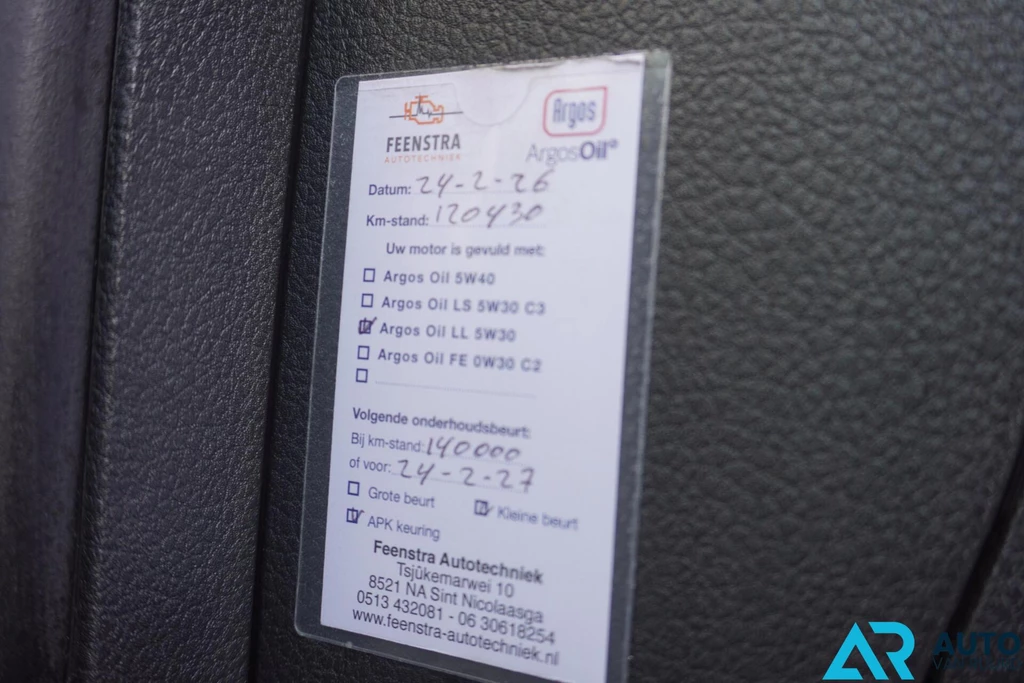 FEENSTRA
AUTOTECHNIEK
Argos
ArgosOil®
Datum: 24-2-26
Km-stand: 120430
Uw motor is gevuld met:
Argos Oil 5W40
Argos Oil LS 5W30 C3
Argos Oil LL 5W30
Argos Oil FE 0W30 C2
Volgende onderhoudsbeurt:
Bij km-stand: 140000
of voor: 24-2-27
Grote beurt Kleine beurt
APK keuring
Feenstra Autotechniek
Tsjûkemarwei 10
8521 NA Sint Nicolaasga
0513 432081 - 06 30618254
www.feenstra-autotechniek.nl
AR AUTO